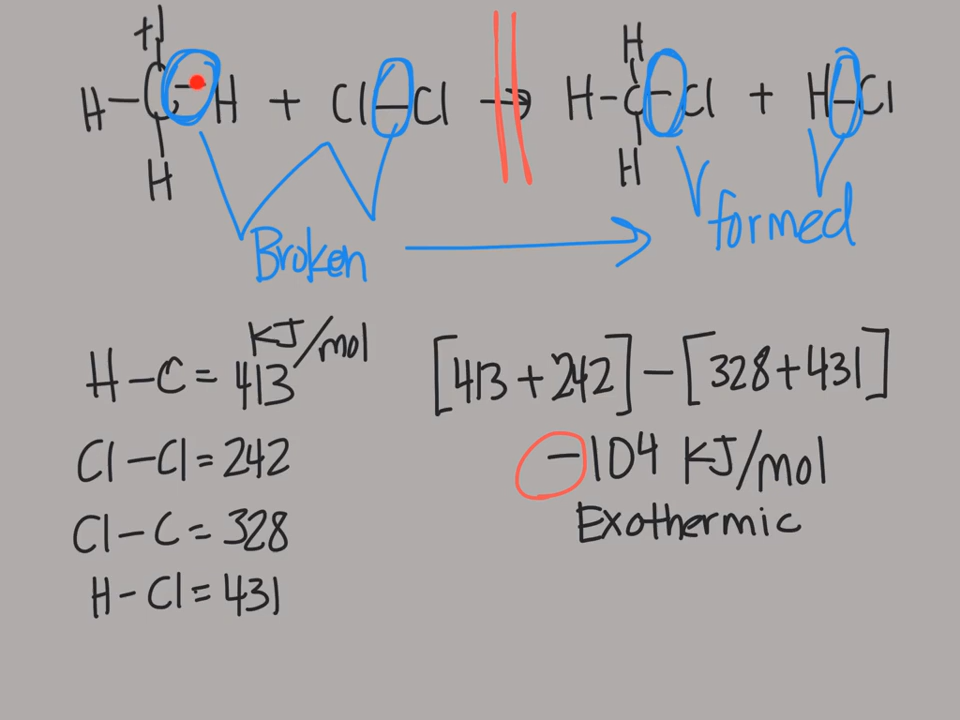 H
H–C–H + Cl–Cl → H–C–Cl + H–Cl
H
H
H
Broken
formed
KJ/mol
H–C = 413
Cl–Cl = 242
Cl–C = 328
H–Cl = 431
[413 + 242] – [328 + 431]
–104 KJ/mol
Exothermic